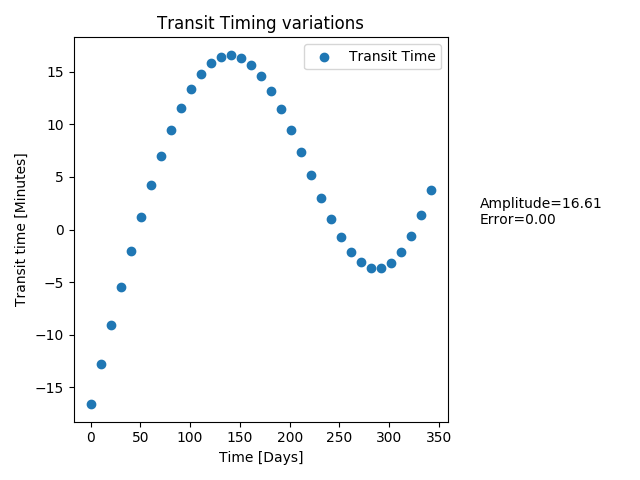 Transit Timing variations
Transit Time
Transit time [Minutes]
15
10
5
0
−5
−10
−15
0 50 100 150 200 250 300 350
Time [Days]
Amplitude=16.61
Error=0.00